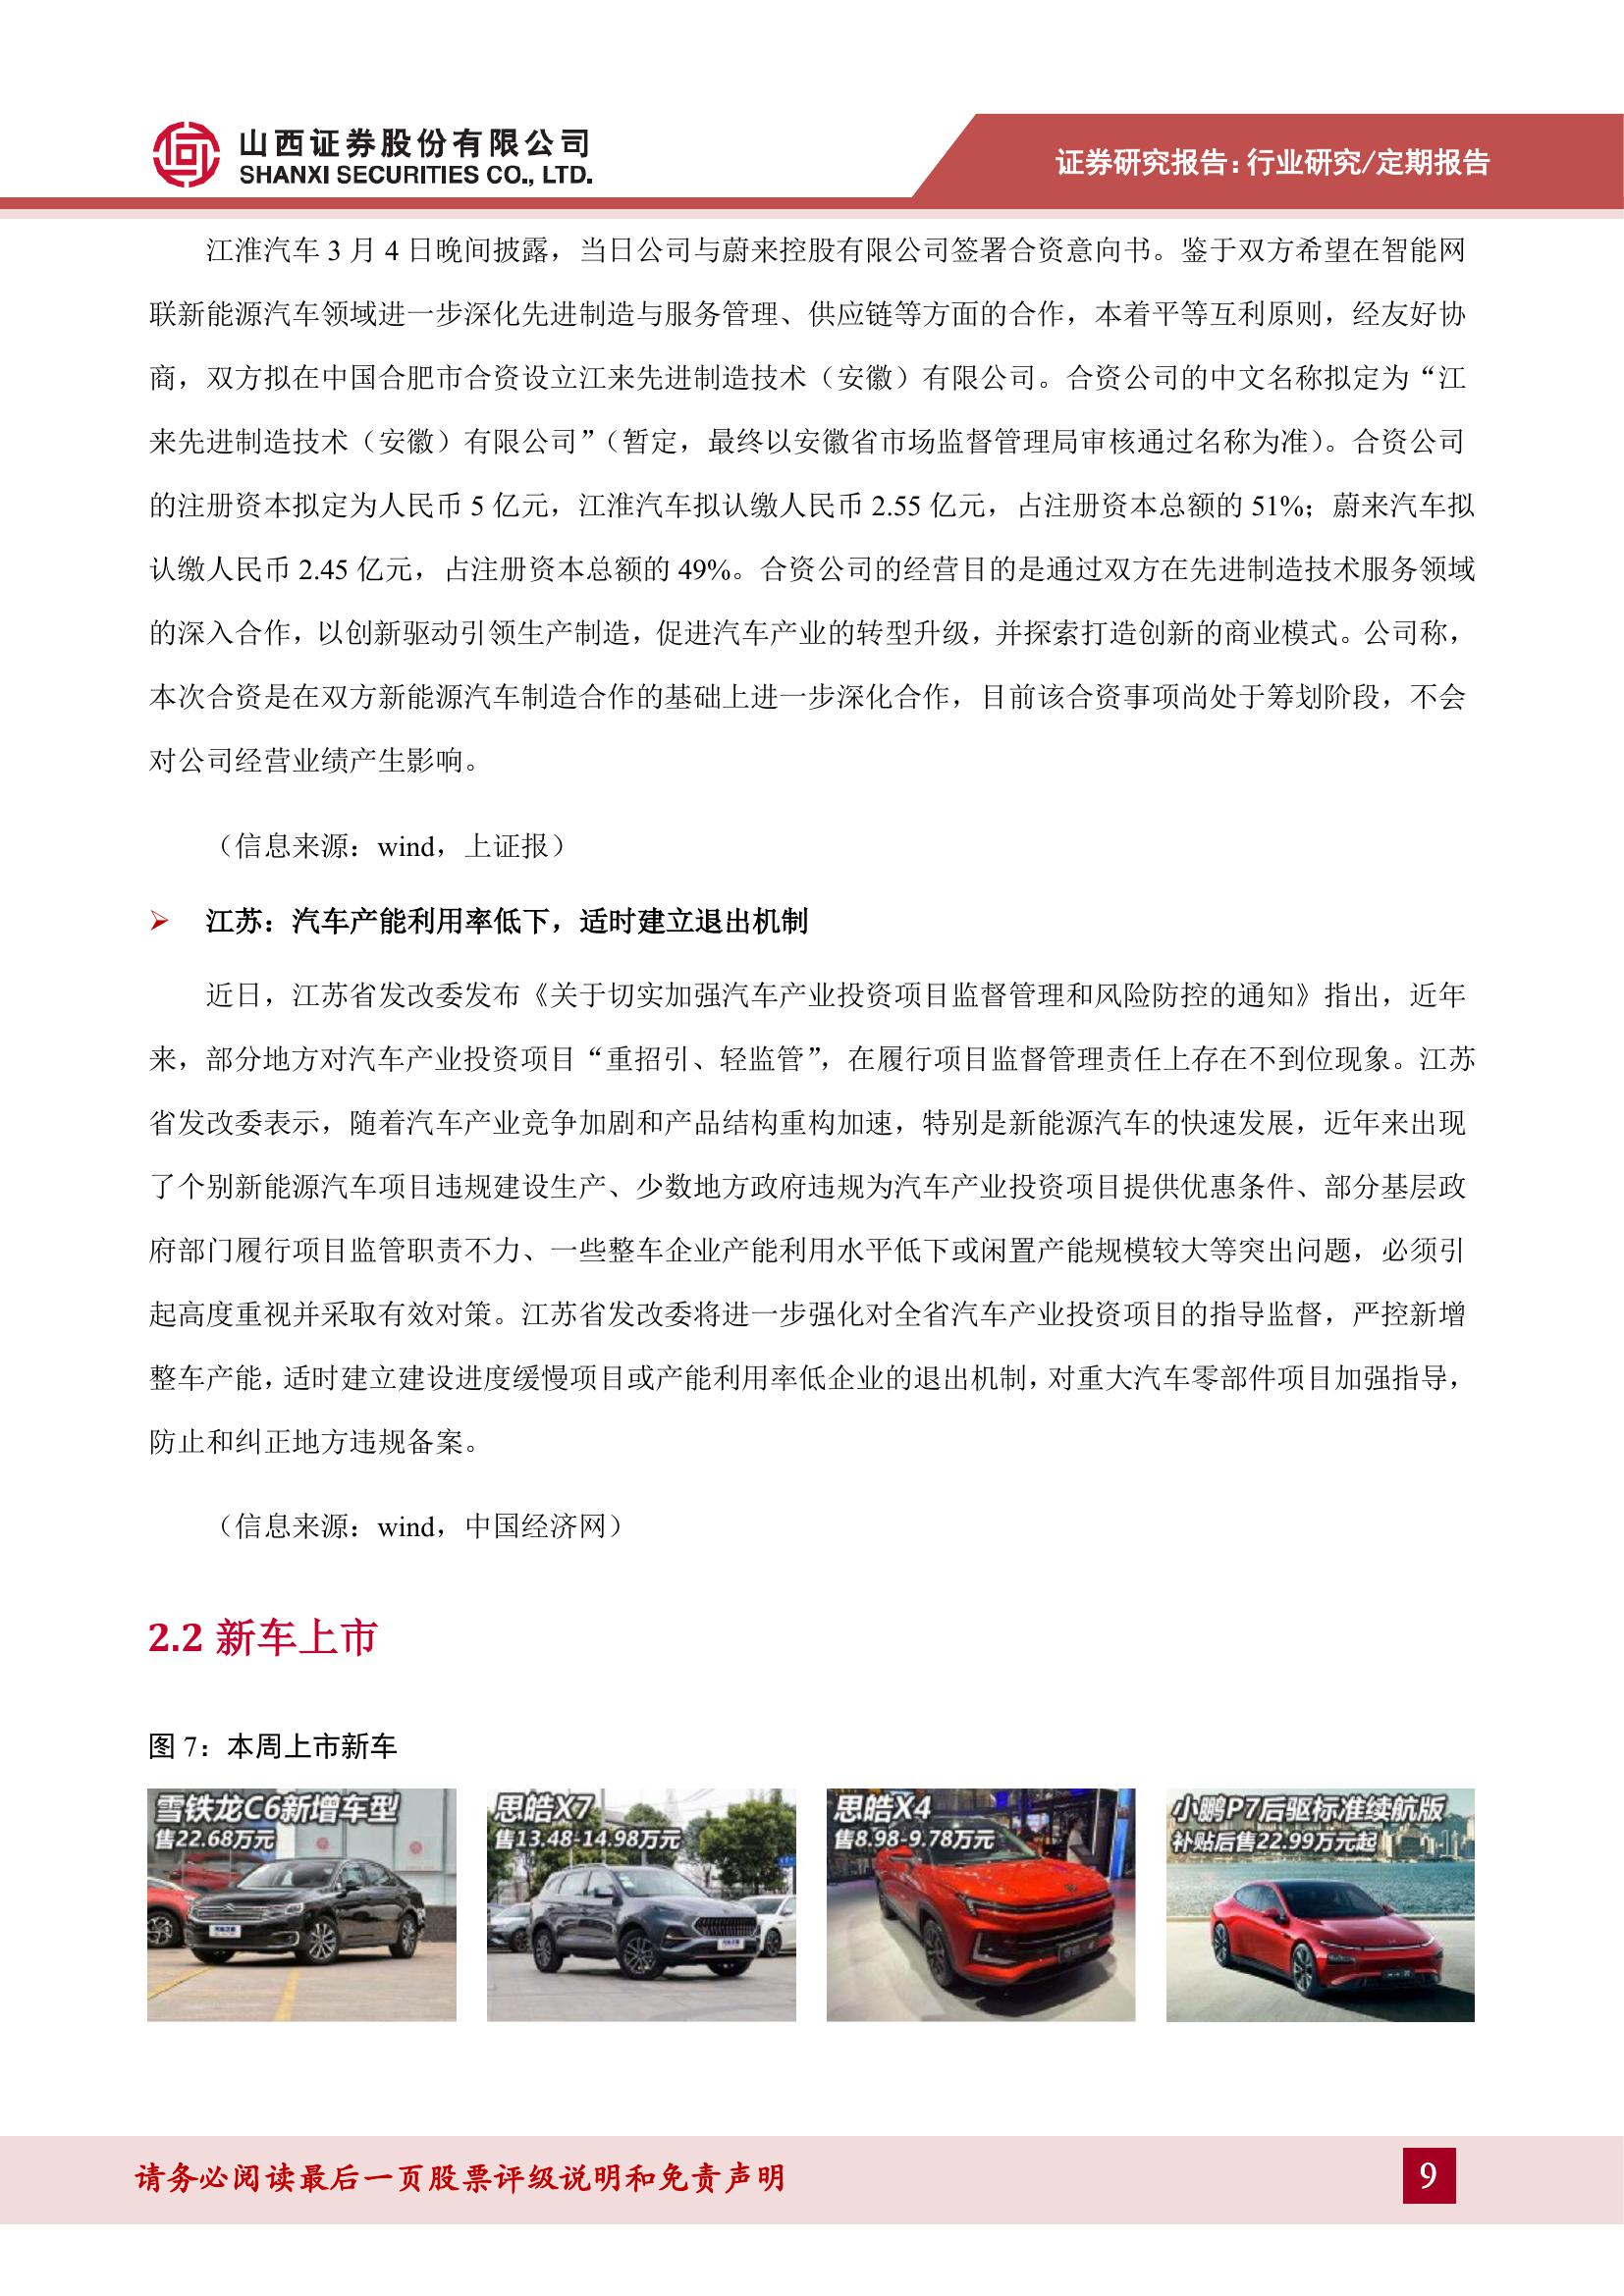 山西证券股份有限公司
SHANXI SECURITIES CO., LTD.
证券研究报告:行业研究/定期报告
江淮汽车 3 月 4 日晚间披露，当日公司与蔚来控股有限公司签署合资意向书。鉴于双方希望在智能网
联新能源汽车领域进一步深化先进制造与服务管理、供应链等方面的合作，本着平等互利原则，经友好协
商，双方拟在中国合肥市合资设立江来先进制造技术（安徽）有限公司。合资公司的中文名称拟定为“江
来先进制造技术（安徽）有限公司”（暂定，最终以安徽省市场监督管理局审核通过名称为准）。合资公司
的注册资本拟定为人民币 5 亿元，江淮汽车拟认缴人民币 2.55 亿元，占注册资本总额的 51%；蔚来汽车拟
认缴人民币 2.45 亿元，占注册资本总额的 49%。合资公司的经营目的是通过双方在先进制造技术服务领域
的深入合作，以创新驱动引领生产制造，促进汽车产业的转型升级，并探索打造创新的商业模式。公司称，
本次合资是在双方新能源汽车制造合作的基础上进一步深化合作，目前该合资事项尚处于筹划阶段，不会
对公司经营业绩产生影响。
（信息来源：wind，上证报）
➢ 江苏：汽车产能利用率低下，适时建立退出机制
近日，江苏省发改委发布《关于切实加强汽车产业投资项目监督管理和风险防控的通知》指出，近年
来，部分地方对汽车产业投资项目“重招引、轻监管”，在履行项目监督管理责任上存在不到位现象。江苏
省发改委表示，随着汽车产业竞争加剧和产品结构重构加速，特别是新能源汽车的快速发展，近年来出现
了个别新能源汽车项目违规建设生产、少数地方政府违规为汽车产业投资项目提供优惠条件、部分基层政
府部门履行项目监管职责不力、一些整车企业产能利用水平低下或闲置产能规模较大等突出问题，必须引
起高度重视并采取有效对策。江苏省发改委将进一步强化对全省汽车产业投资项目的指导监督，严控新增
整车产能，适时建立建设进度缓慢项目或产能利用率低企业的退出机制，对重大汽车零部件项目加强指导，
防止和纠正地方违规备案。
（信息来源：wind，中国经济网）
2.2 新车上市
图 7：本周上市新车
雪铁龙C6新增车型
售22.68万元
思皓X7
售13.48-14.98万元
思皓X4
售8.98-9.78万元
小鹏P7后驱标准续航版
补贴后售22.99万元起
请务必阅读最后一页股票评级说明和免责声明
9